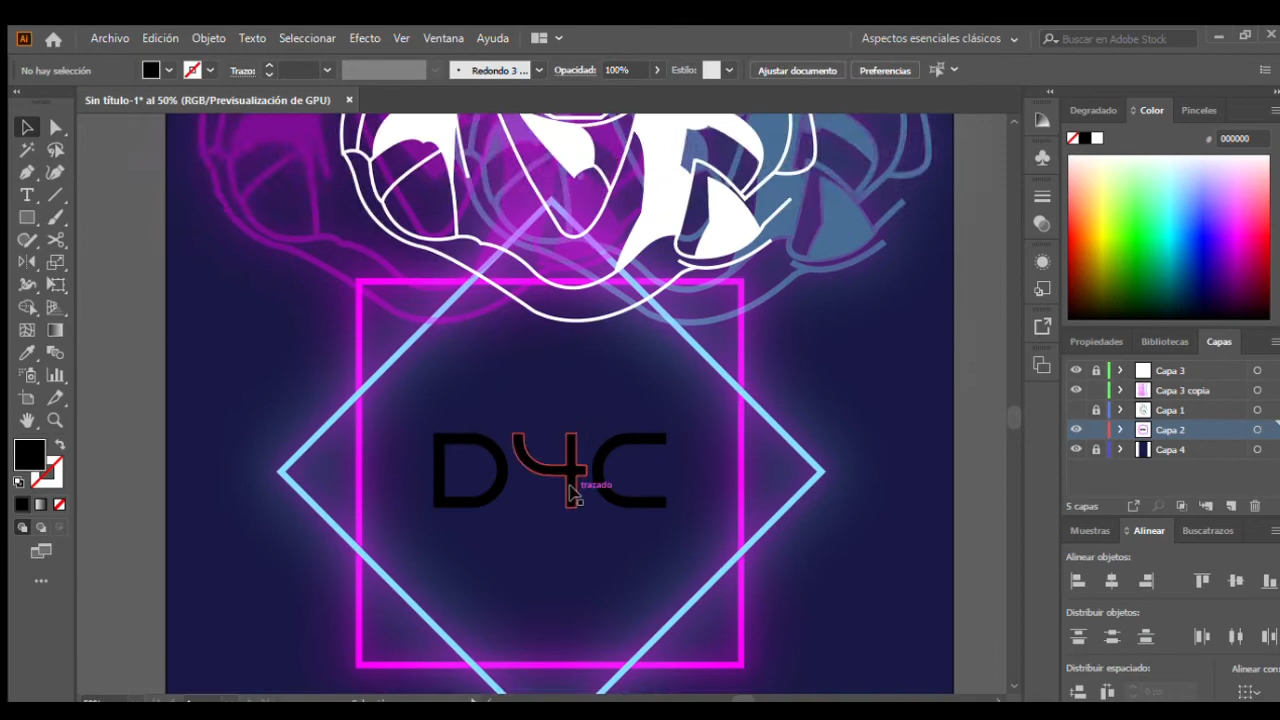 Ai Archivo Edición Objeto Texto Seleccionar Efecto Ver Ventana Ayuda Aspectos esenciales clásicos Buscar en Adobe Stock
No hay selección Trazo: Redondo 3 ... Opacidad: 100% Estilo: Ajustar documento Preferencias
Sin título-1* al 50% (RGB/Previsualización de GPU)
Degradado Color Pinceles
# 000000
Propiedades Bibliotecas Capas
Capa 3
Capa 3 copia
Capa 1
Capa 2
Capa 4
D4C
trazado
5 capas
Muestras Alinear Buscatrazos
Alinear objetos:
Distribuir objetos:
Distribuir espaciado: Alinear con:
0 px